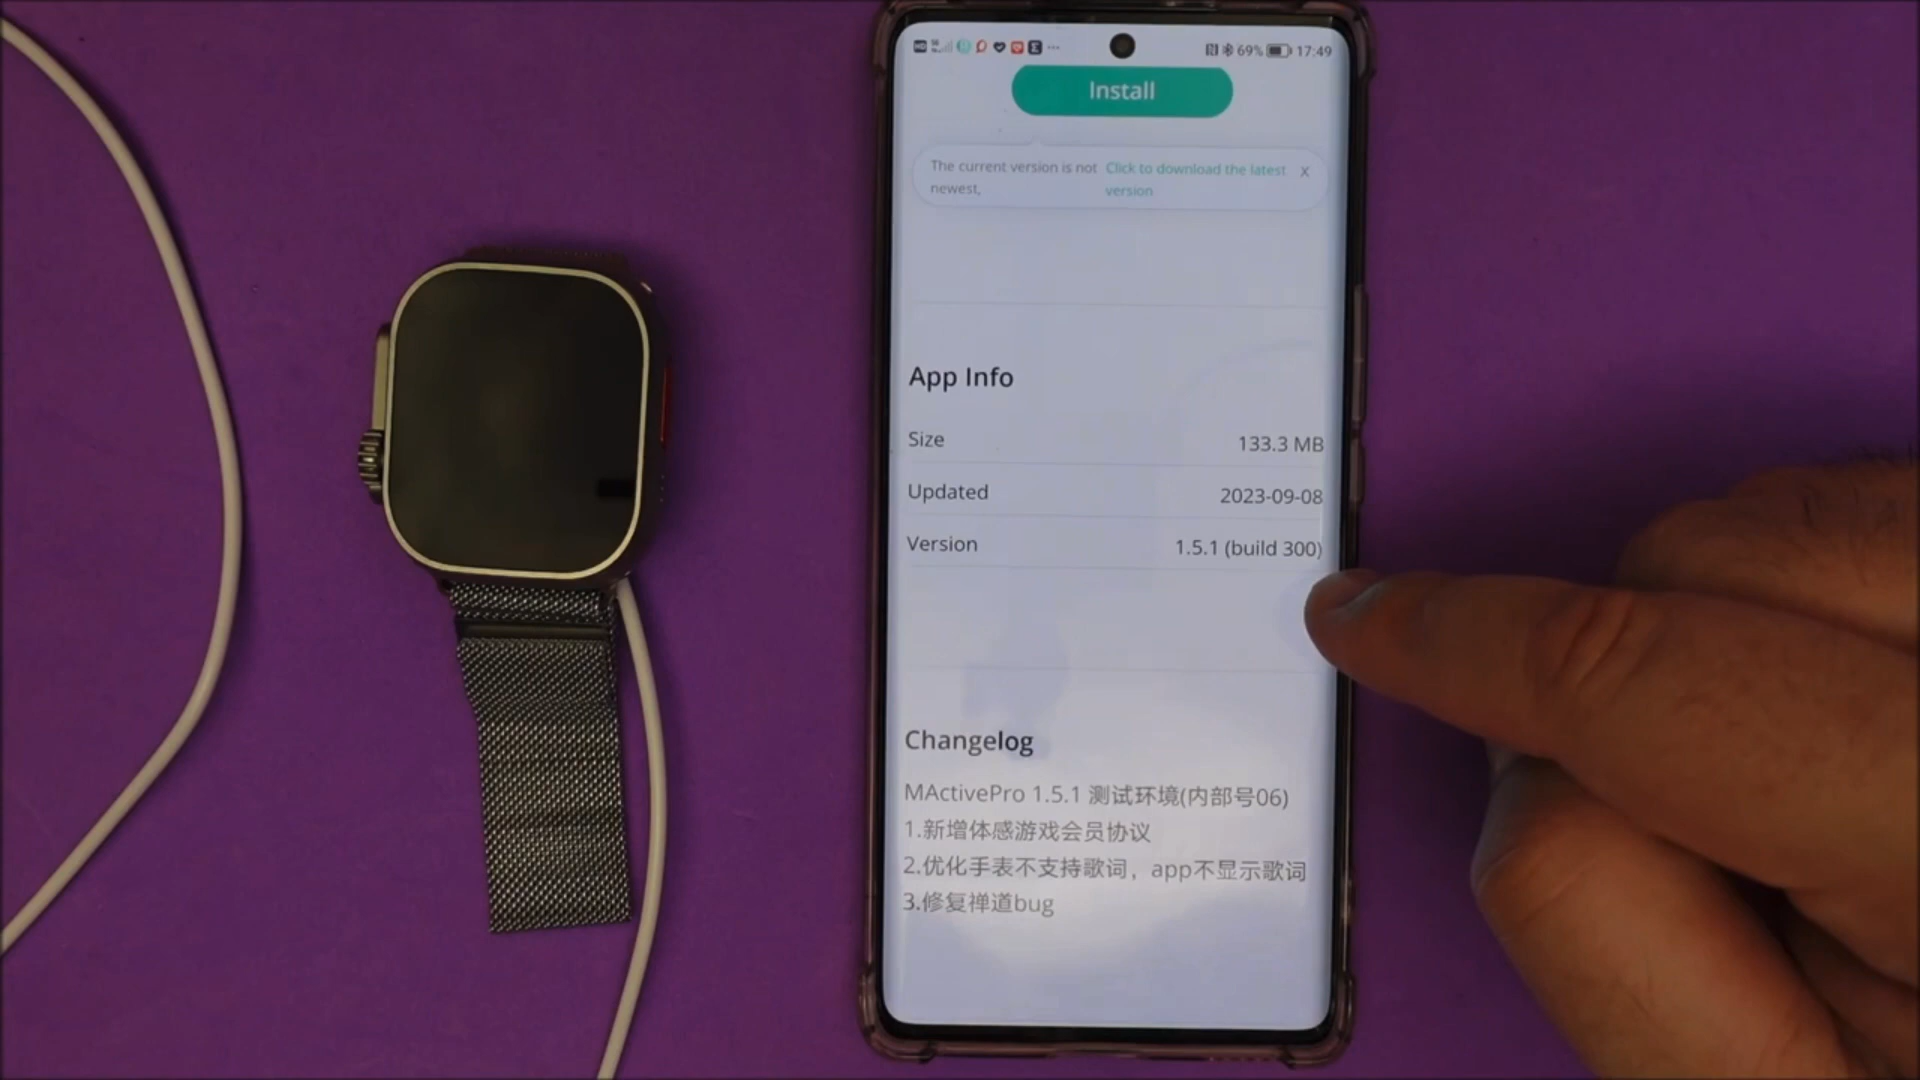 69% 17:49
Install
The current version is not newest, Click to download the latest version X
App Info
Size 133.3 MB
Updated 2023-09-08
Version 1.5.1 (build 300)
Changelog
MActivePro 1.5.1 测试环境(内部号06)
1.新增体感游戏会员协议
2.优化手表不支持歌词，app不显示歌词
3.修复禅道bug